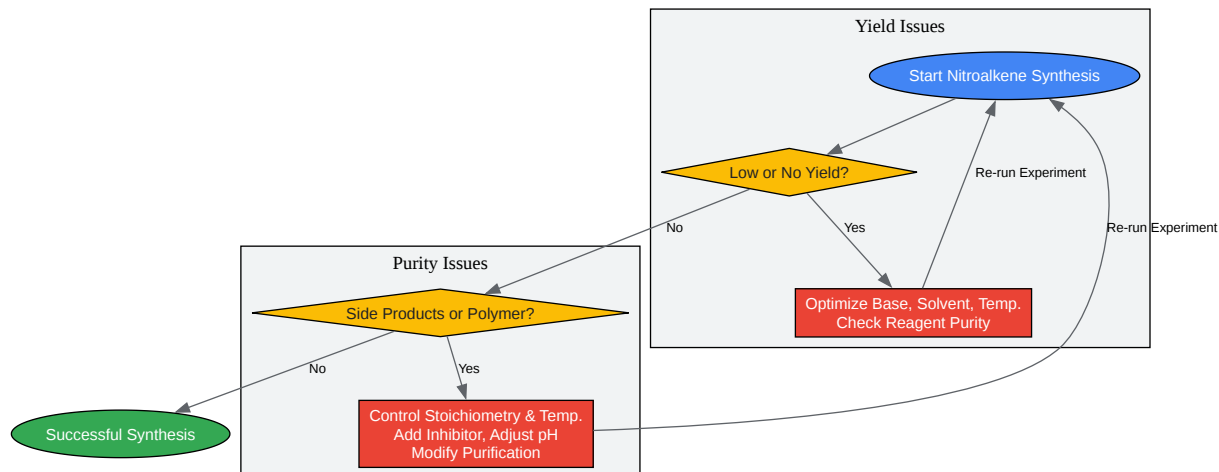 Yield Issues
Start Nitroalkene Synthesis
Low or No Yield?
Re-run Experiment
No
Yes
Re-run Experiment
Purity Issues
Optimize Base, Solvent, Temp.
Check Reagent Purity
Side Products or Polymer?
No
Yes
Control Stoichiometry & Temp.
Add Inhibitor, Adjust pH
Modify Purification
Successful Synthesis